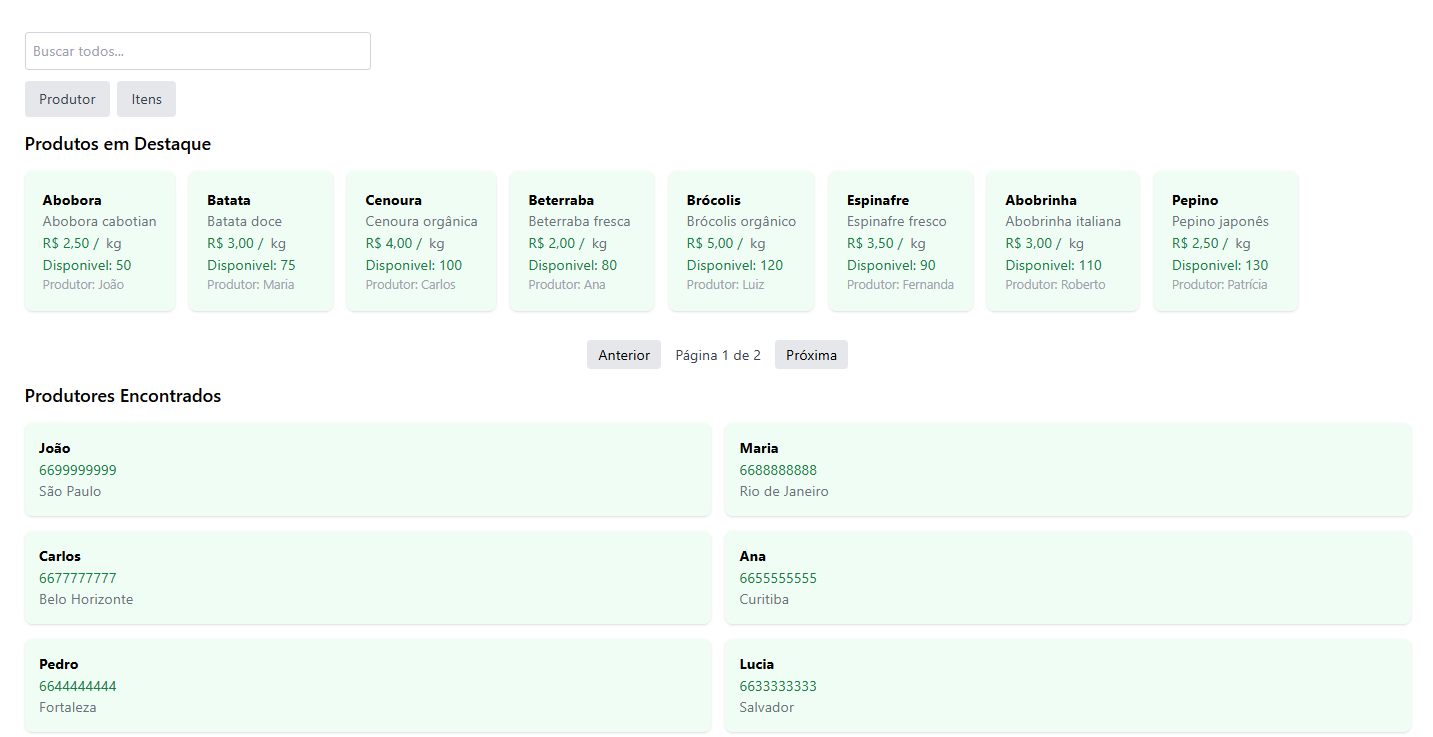 Buscar todos...
Produtor
Itens
Produtos em Destaque
Abobora
Abobora cabotian
R$ 2,50 / kg
Disponivel: 50
Produtor: João
Batata
Batata doce
R$ 3,00 / kg
Disponivel: 75
Produtor: Maria
Cenoura
Cenoura orgânica
R$ 4,00 / kg
Disponivel: 100
Produtor: Carlos
Beterraba
Beterraba fresca
R$ 2,00 / kg
Disponivel: 80
Produtor: Ana
Brócolis
Brócolis orgânico
R$ 5,00 / kg
Disponivel: 120
Produtor: Luiz
Espinafre
Espinafre fresco
R$ 3,50 / kg
Disponivel: 90
Produtor: Fernanda
Abobrinha
Abobrinha italiana
R$ 3,00 / kg
Disponivel: 110
Produtor: Roberto
Pepino
Pepino japonês
R$ 2,50 / kg
Disponivel: 130
Produtor: Patrícia
Anterior
Página 1 de 2
Próxima
Produtores Encontrados
João
6699999999
São Paulo
Maria
6688888888
Rio de Janeiro
Carlos
6677777777
Belo Horizonte
Ana
6655555555
Curitiba
Pedro
6644444444
Fortaleza
Lucia
6633333333
Salvador